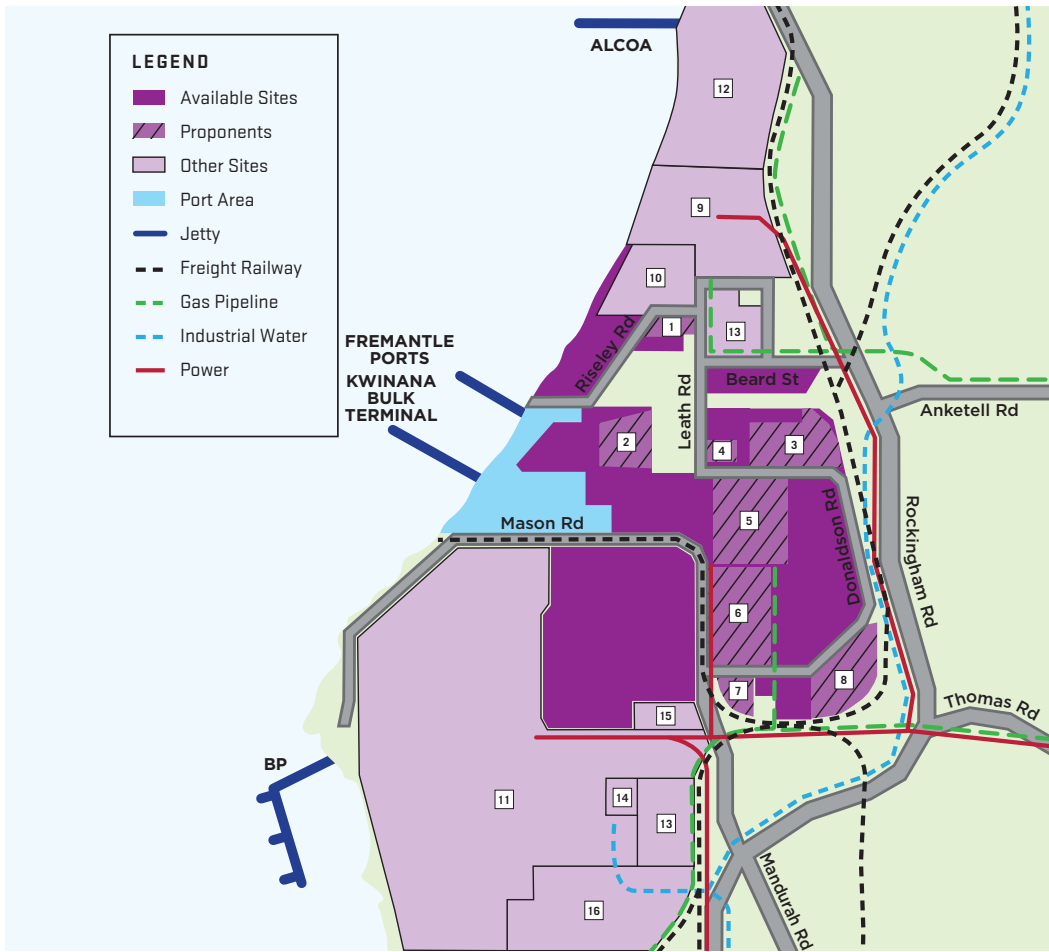 LEGEND
Available Sites
Proponents
Other Sites
Port Area
Jetty
Freight Railway
Gas Pipeline
Industrial Water
Power
ALCOA
12
9
10
1
13
Riseley Rd
FREMANTLE
PORTS
KWINANA
BULK
TERMINAL
Leath Rd
Beard St
Anketell Rd
2
4
3
5
Mason Rd
Donaldson Rd
Rockingham Rd
6
7
8
15
Thomas Rd
BP
11
14
13
16
Mandurah Rd